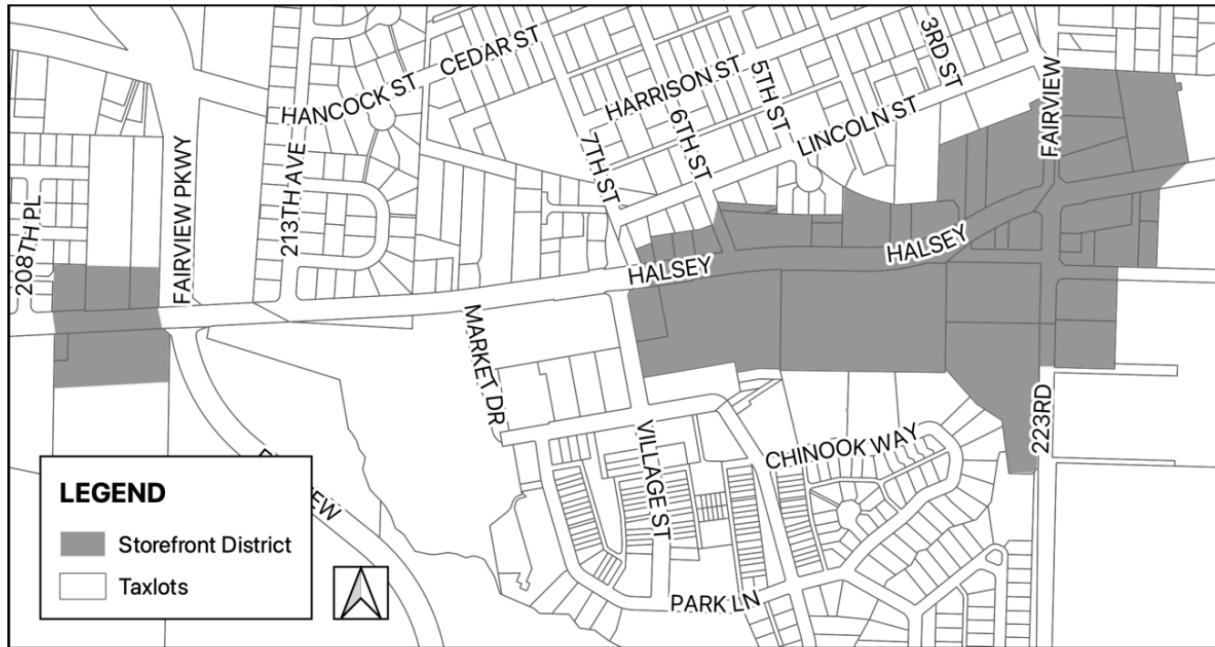 CEDAR ST
HANCOCK ST
3RD ST
HARRISON ST
5TH ST
LINCOLN ST
FAIRVIEW
6TH ST
7TH ST
213TH AVE
FAIRVIEW PKWY
208TH PL
HALSEY
HALSEY
MARKET DR
VILLAGE ST
CHINOOK WAY
223RD
PARK LN
LEGEND
Storefront District
Taxlots